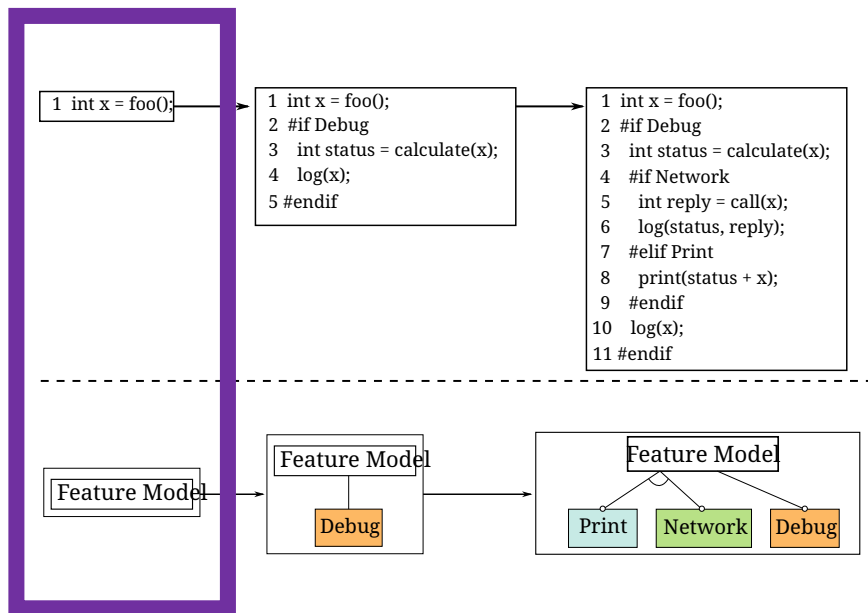 1 int x = foo();
1 int x = foo();
2 #if Debug
3 int status = calculate(x);
4 log(x);
5 #endif
1 int x = foo();
2 #if Debug
3 int status = calculate(x);
4 #if Network
5 int reply = call(x);
6 log(status, reply);
7 #elif Print
8 print(status + x);
9 #endif
10 log(x);
11 #endif
Feature Model
Feature Model
Debug
Feature Model
Print
Network
Debug